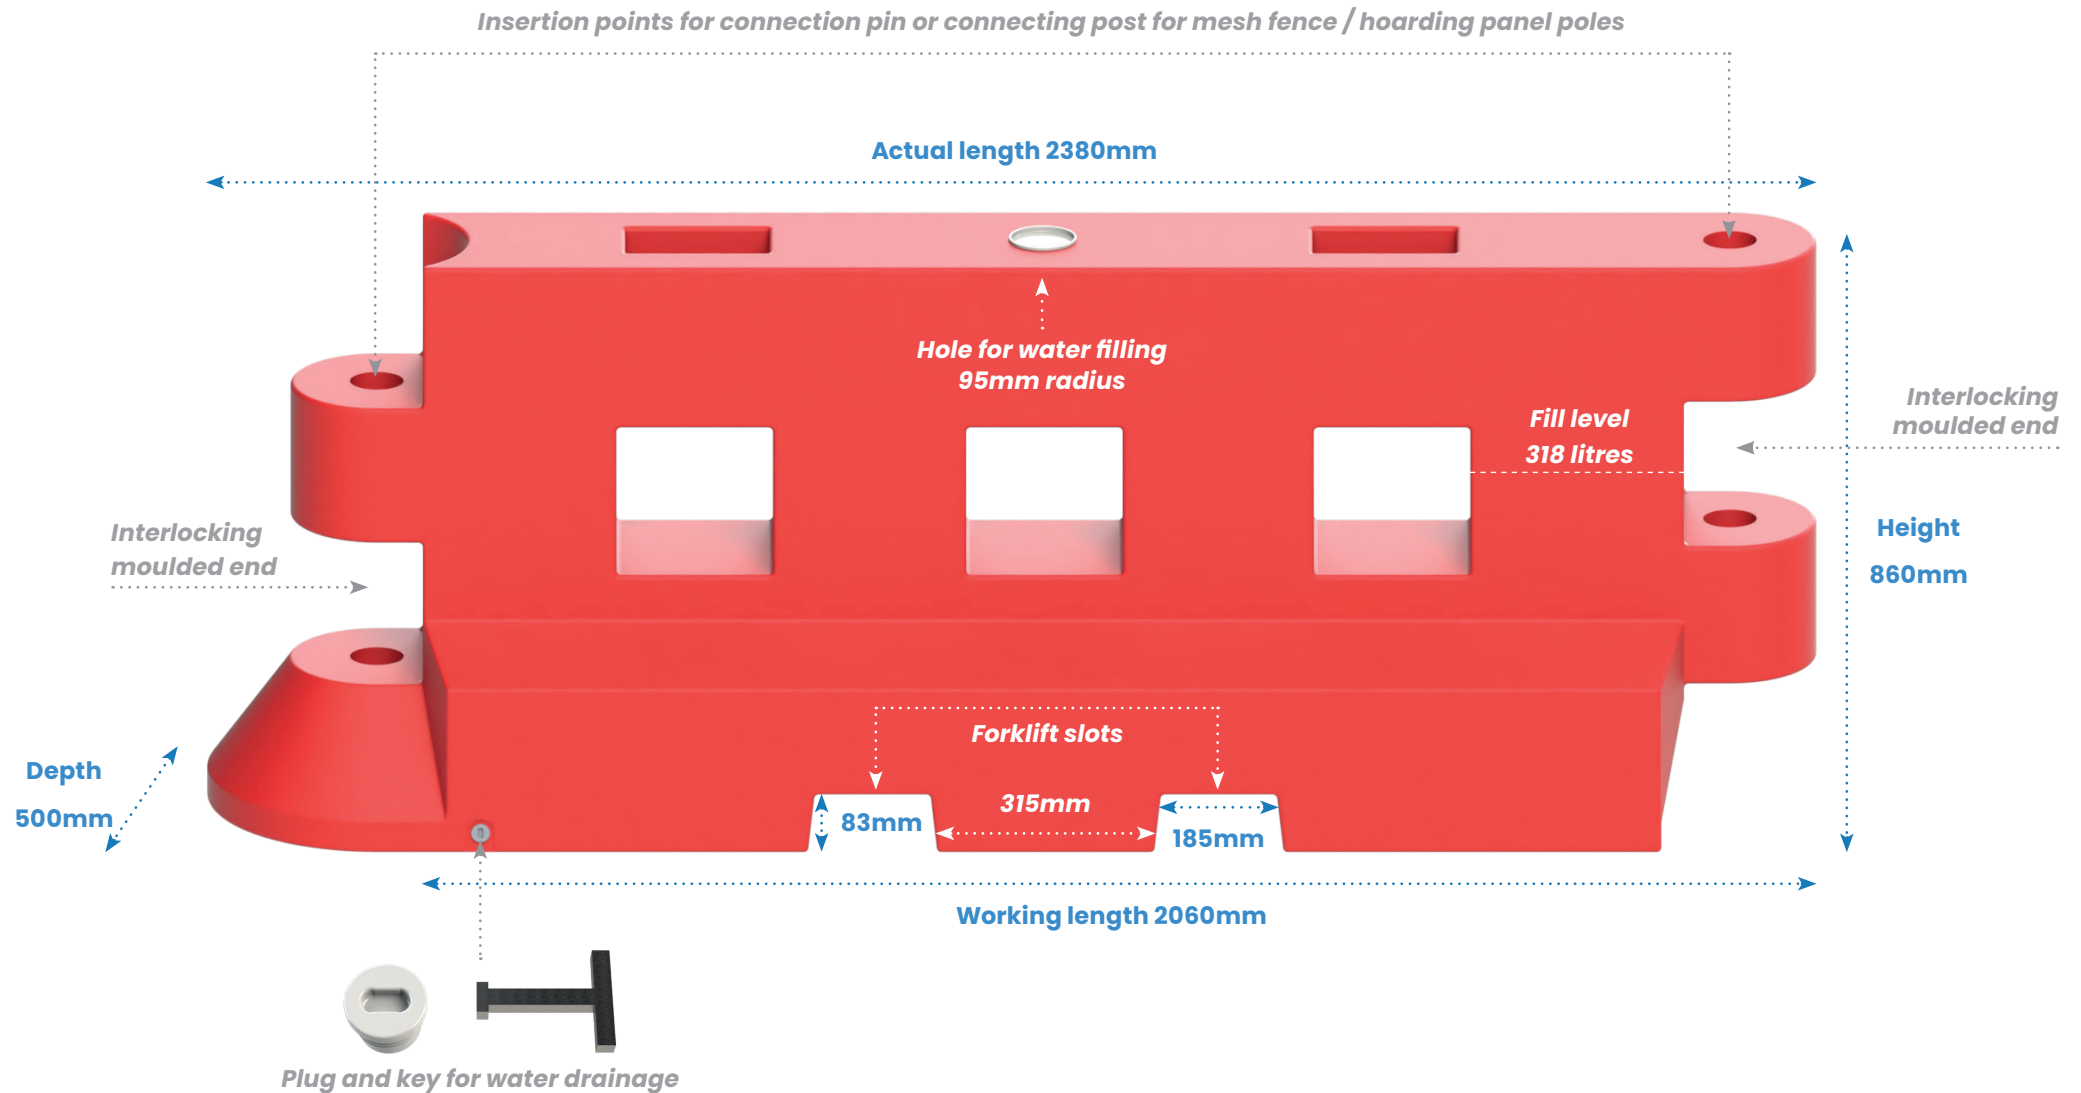 Insertion points for connection pin or connecting post for mesh fence / hoarding panel poles
Actual length 2380mm
Hole for water filling
95mm radius
Fill level
318 litres
Interlocking
moulded end
Interlocking
moulded end
Height
860mm
Forklift slots
Depth
500mm
315mm
83mm
185mm
Working length 2060mm
Plug and key for water drainage